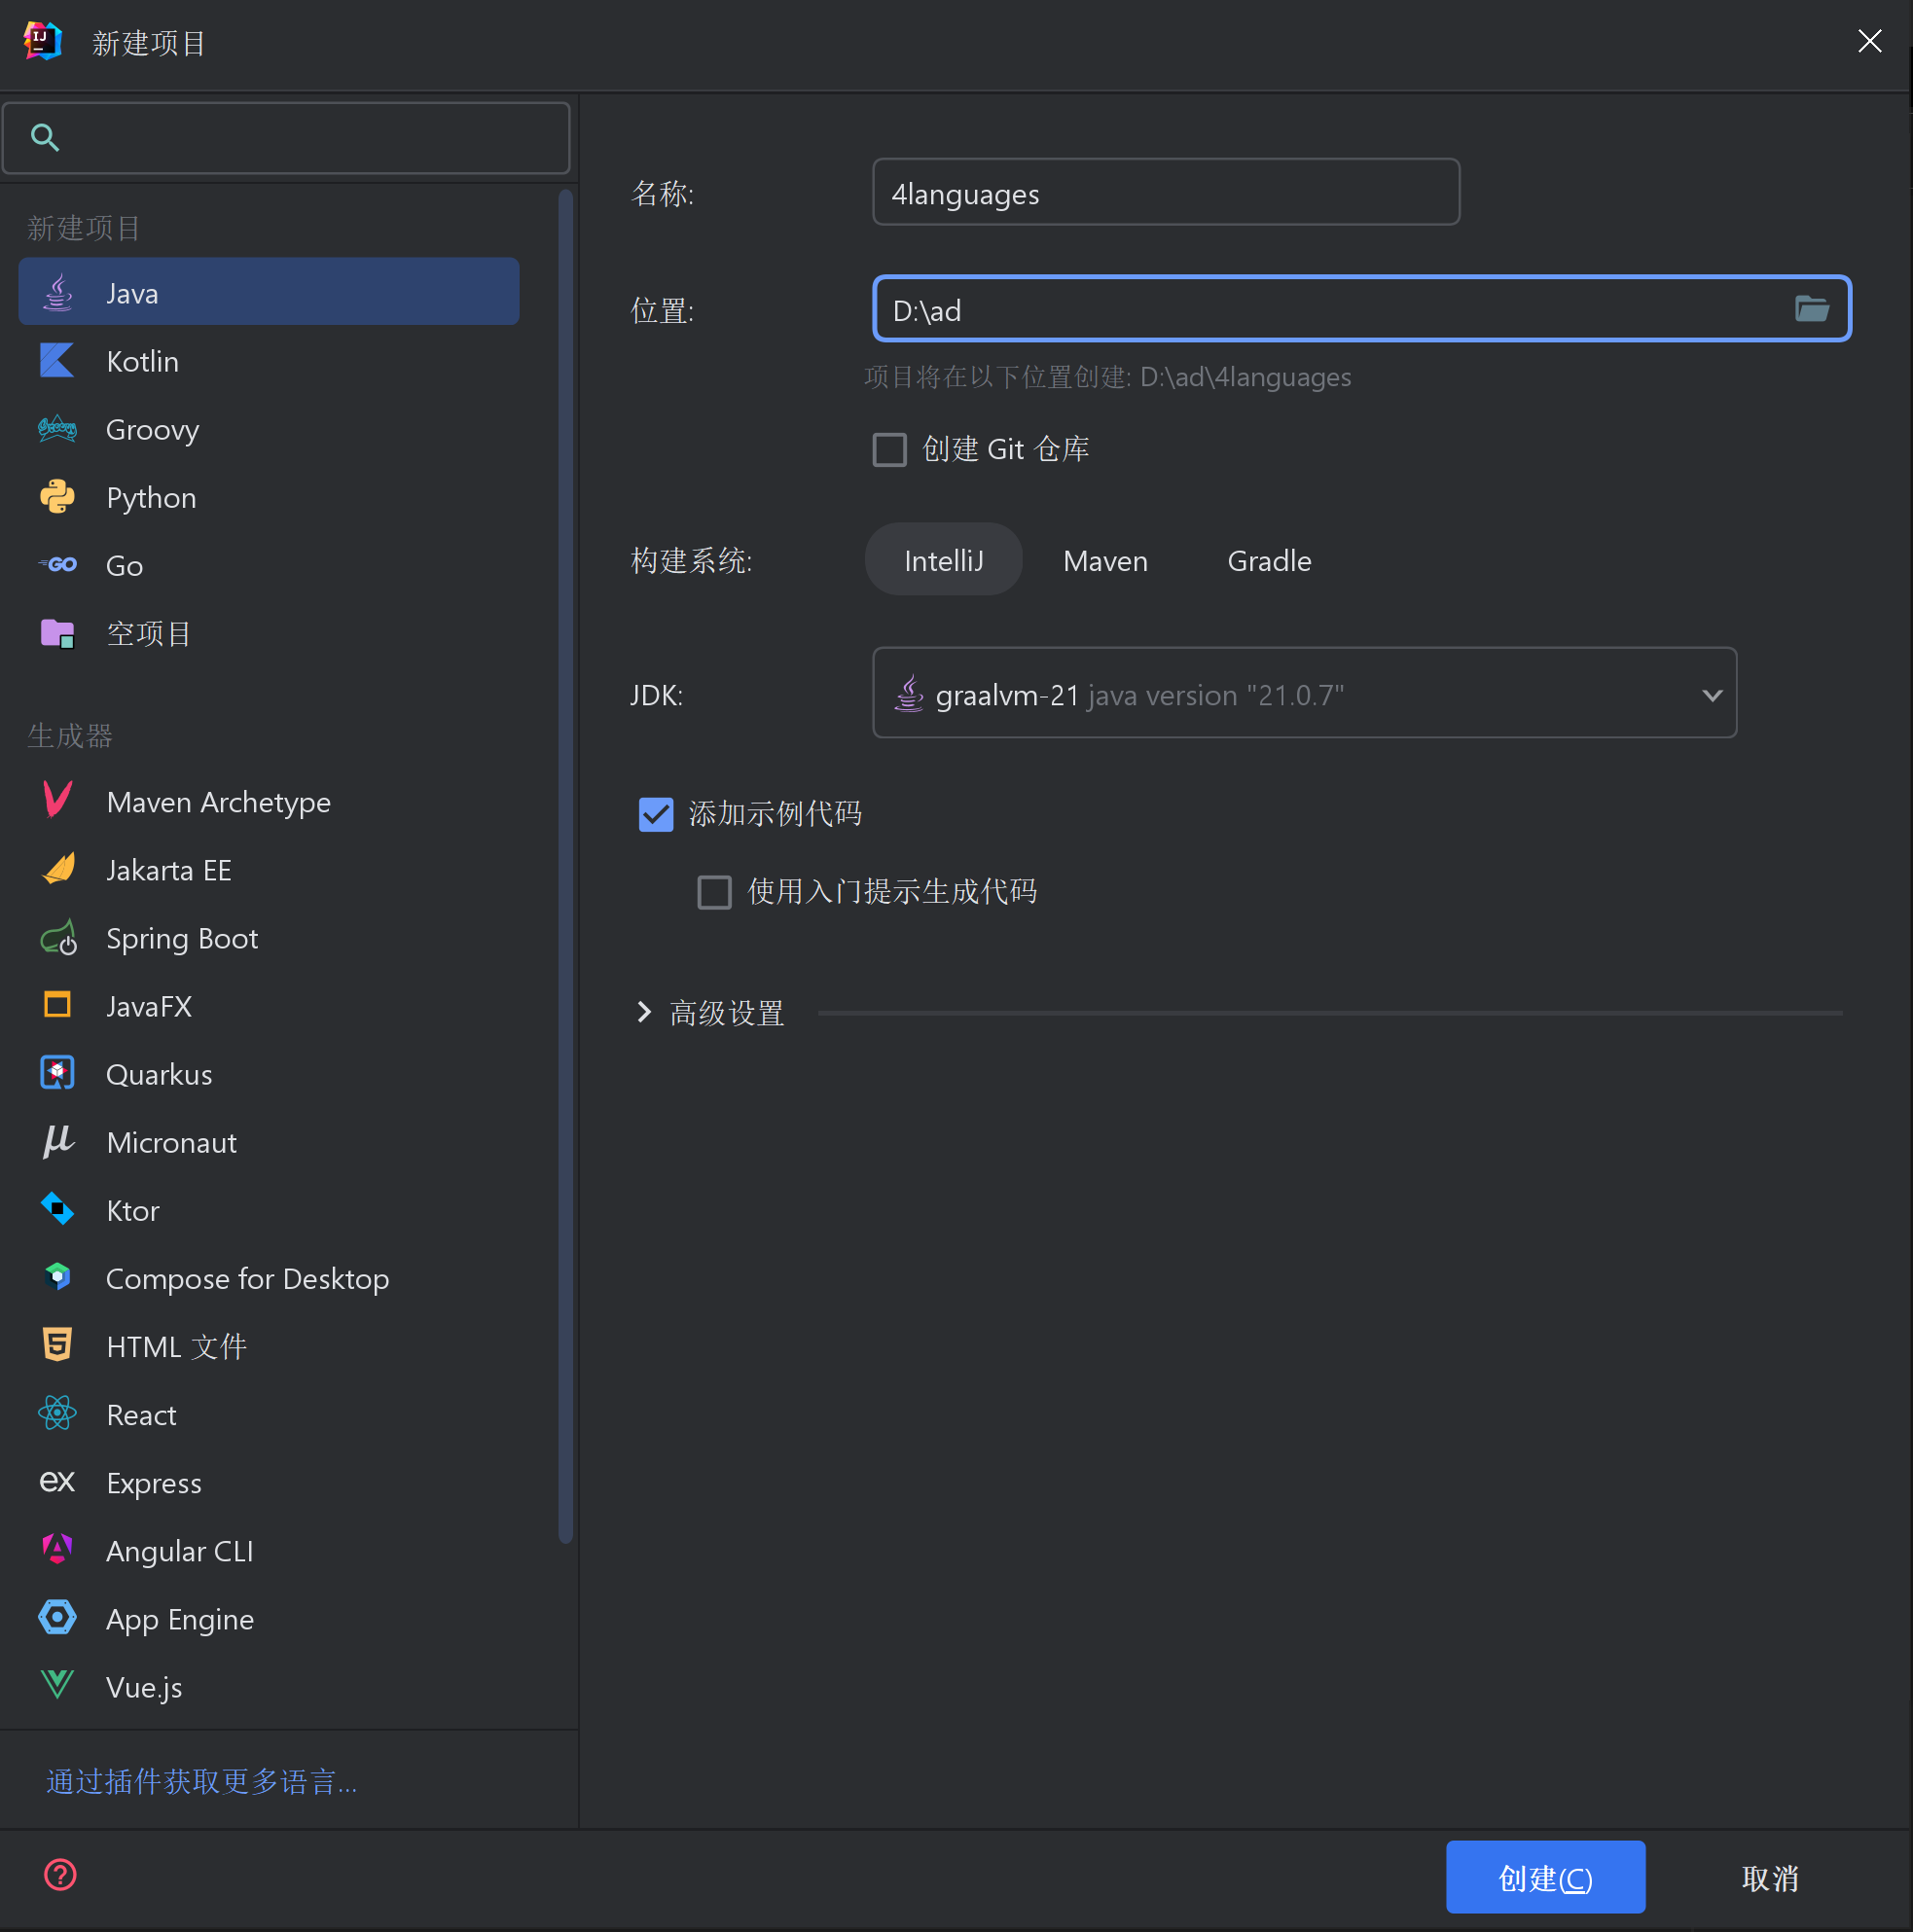 新建项目
新建项目
Java
Kotlin
Groovy
Python
Go
空项目
生成器
Maven Archetype
Jakarta EE
Spring Boot
JavaFX
Quarkus
Micronaut
Ktor
Compose for Desktop
HTML 文件
React
Express
Angular CLI
App Engine
Vue.js
通过插件获取更多语言...
名称: 4languages
位置: D:\ad
项目将在以下位置创建: D:\ad\4languages
创建 Git 仓库
构建系统: IntelliJ Maven Gradle
JDK: graalvm-21 java version "21.0.7"
添加示例代码
使用入门提示生成代码
高级设置
创建(C) 取消